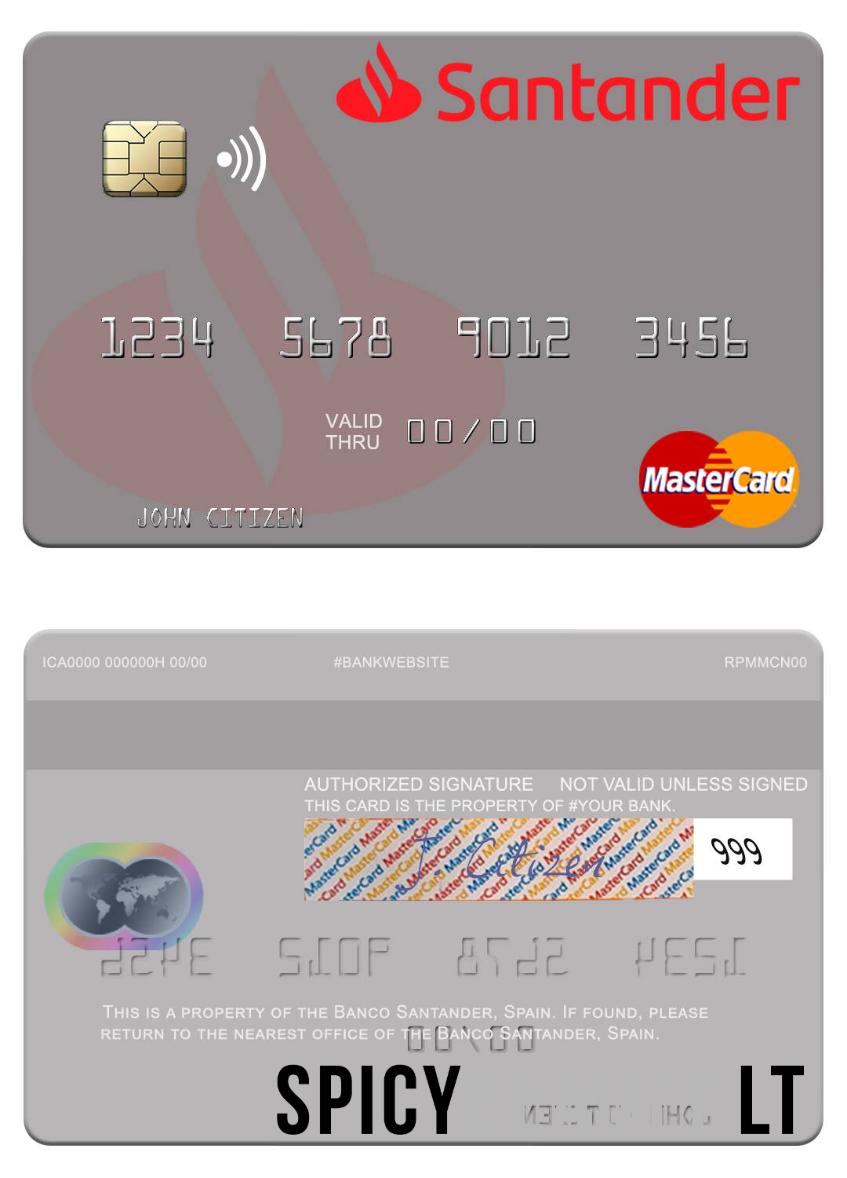 Santander
1234 5678 9012 3456
VALID THRU 00/00
JOHN CITIZEN
MasterCard
ICA0000 000000H 00/00 #BANKWEBSITE RPMMCN00
AUTHORIZED SIGNATURE NOT VALID UNLESS SIGNED
THIS CARD IS THE PROPERTY OF #YOUR BANK.
MasterCard MasterCard MasterCard
J. Citizen
999
THIS IS A PROPERTY OF THE BANCO SANTANDER, SPAIN. IF FOUND, PLEASE
RETURN TO THE NEAREST OFFICE OF THE BANCO SANTANDER, SPAIN.
SPICY LT